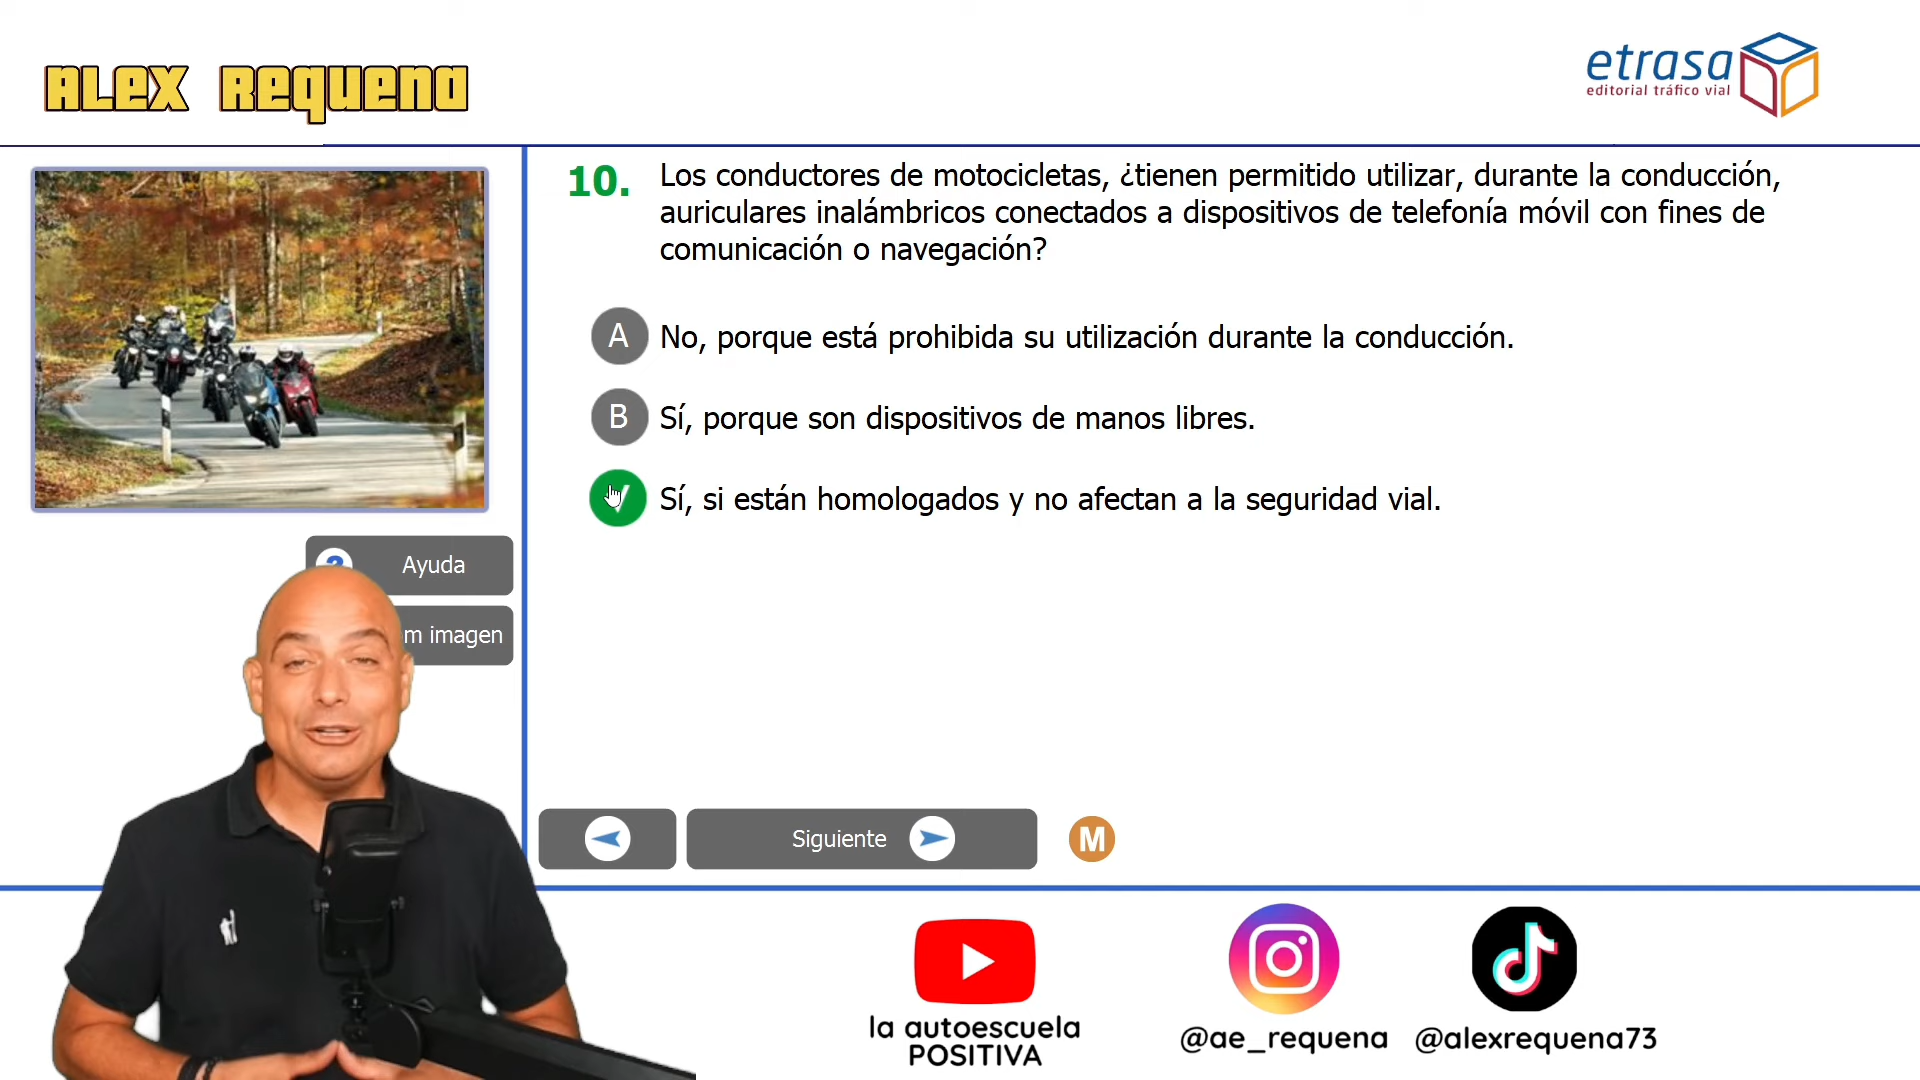 ALEX REQUENA
etrasa
editorial tráfico vial
10.
Los conductores de motocicletas, ¿tienen permitido utilizar, durante la conducción,
auriculares inalámbricos conectados a dispositivos de telefonía móvil con fines de
comunicación o navegación?
A No, porque está prohibida su utilización durante la conducción.
B Sí, porque son dispositivos de manos libres.
Sí, si están homologados y no afectan a la seguridad vial.
? Ayuda
m imagen
Siguiente
M
la autoescuela
POSITIVA
@ae_requena
@alexrequena73